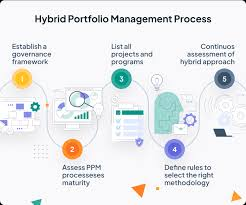 Hybrid Portfolio Management Process
Establish a
governance
framework
1
Assess PPM
processeses
maturity
2
List all
projects and
programs
3
Define rules to
select the right
methodology
4
Continuos
assessment of
hybrid approach
5